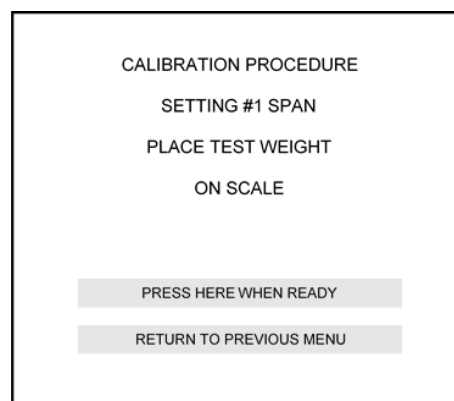 CALIBRATION PROCEDURE
SETTING #1 SPAN
PLACE TEST WEIGHT
ON SCALE
PRESS HERE WHEN READY
RETURN TO PREVIOUS MENU